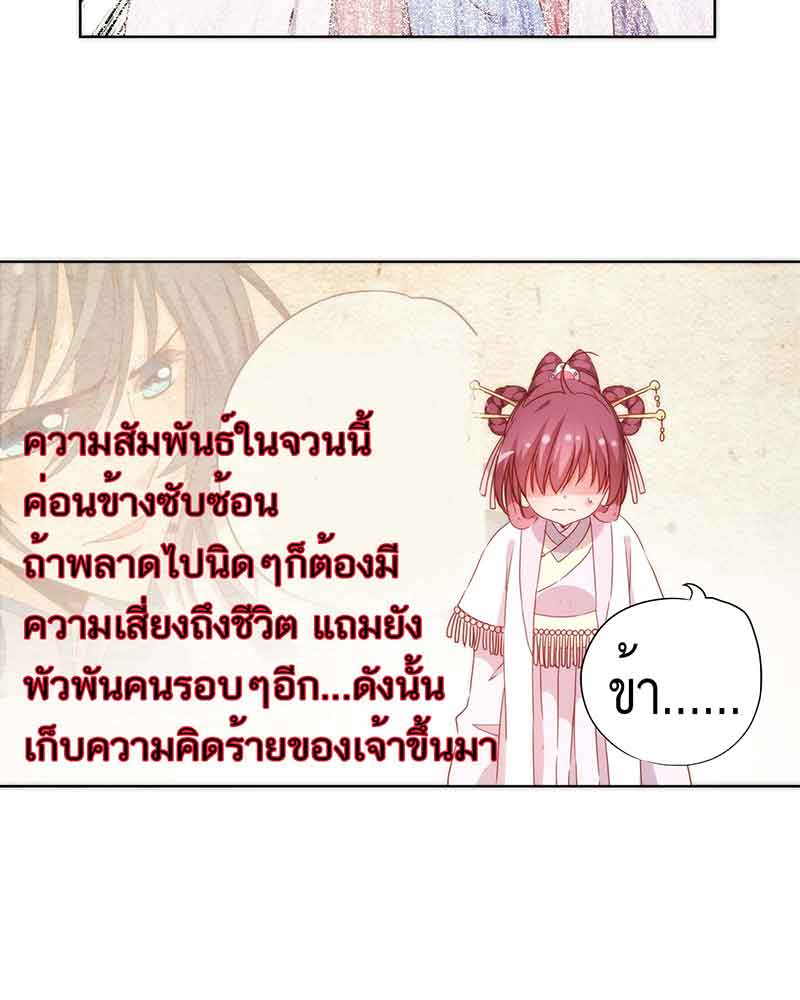 ความสัมพันธ์ในจวนนี้
ค่อนข้างซับซ้อน
ถ้าพลาดไปนิดๆก็ต้องมี
ความเสี่ยงถึงชีวิต แถมยัง
พัวพันคนรอบๆอีก...ดังนั้น
เก็บความคิดร้ายของเจ้าขึ้นมา
ข้า......